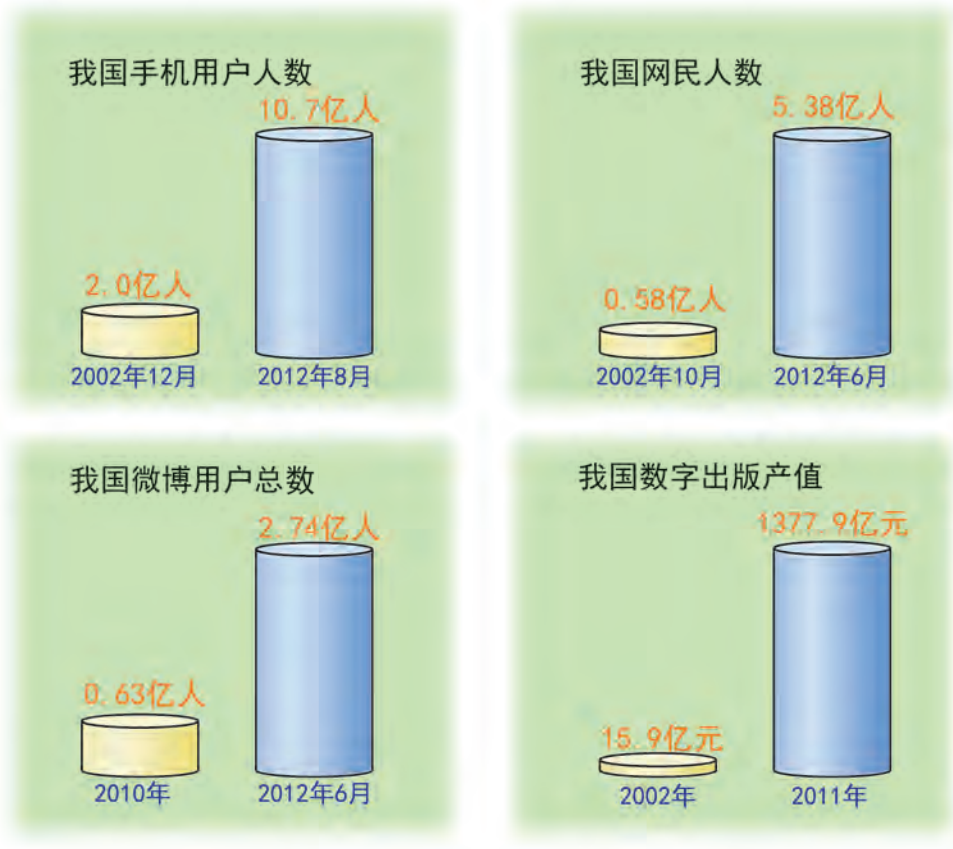 我国手机用户人数
10.7亿人
2.0亿人
2002年12月
2012年8月
我国网民人数
5.38亿人
0.58亿人
2002年10月
2012年6月
我国微博用户总数
2.74亿人
0.63亿人
2010年
2012年6月
我国数字出版产值
1377.9亿元
15.9亿元
2002年
2011年